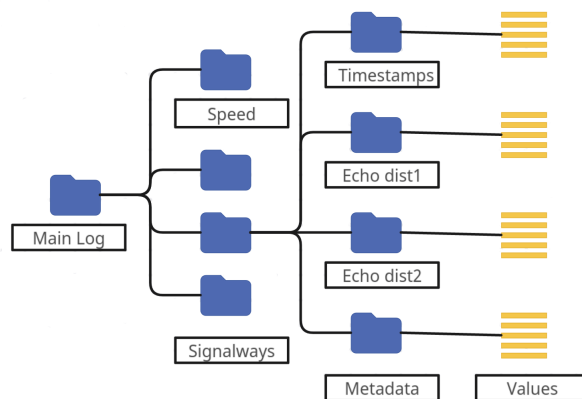 Timestamps
Speed
Echo dist1
Main Log
Echo dist2
Signalways
Metadata
Values